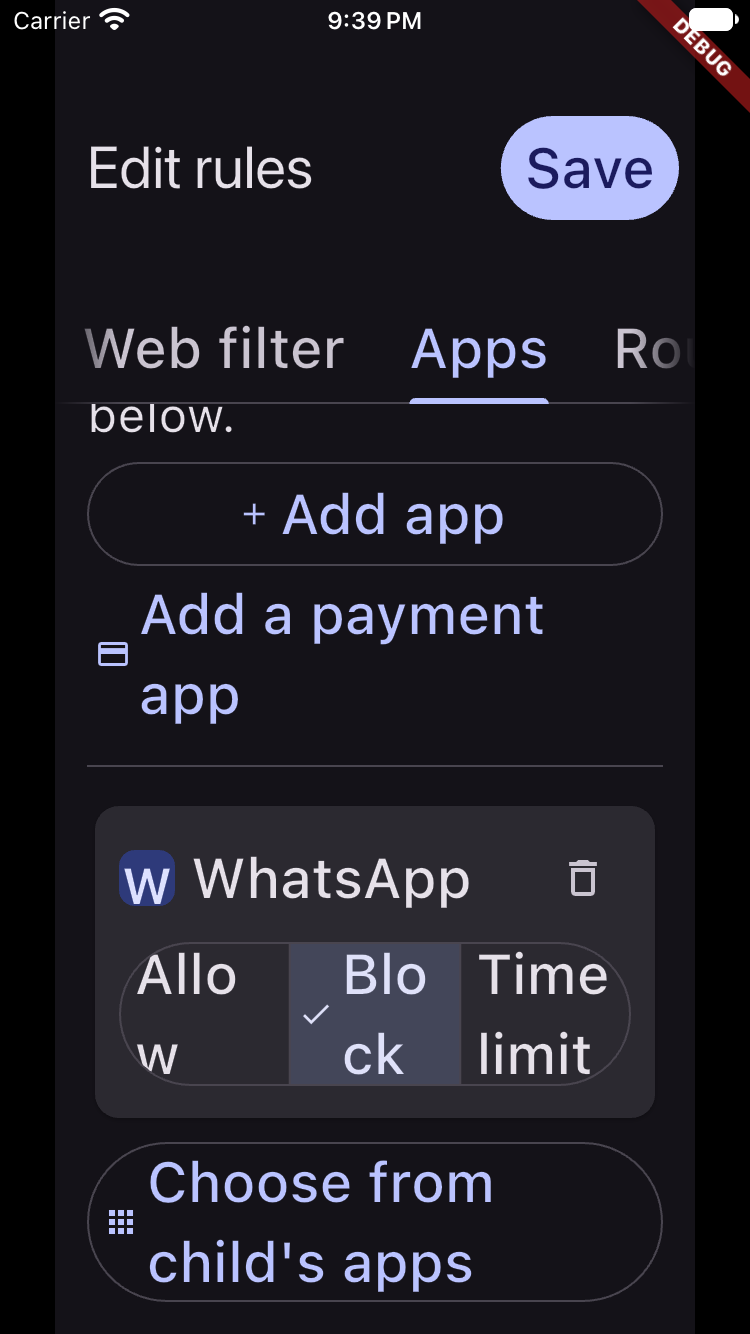 Carrier 9:39 PM
DEBUG
Edit rules Save
Web filter Apps
below.
+ Add app
Add a payment
app
W WhatsApp
Allo
w
Blo
ck
Time
limit
Choose from
child's apps